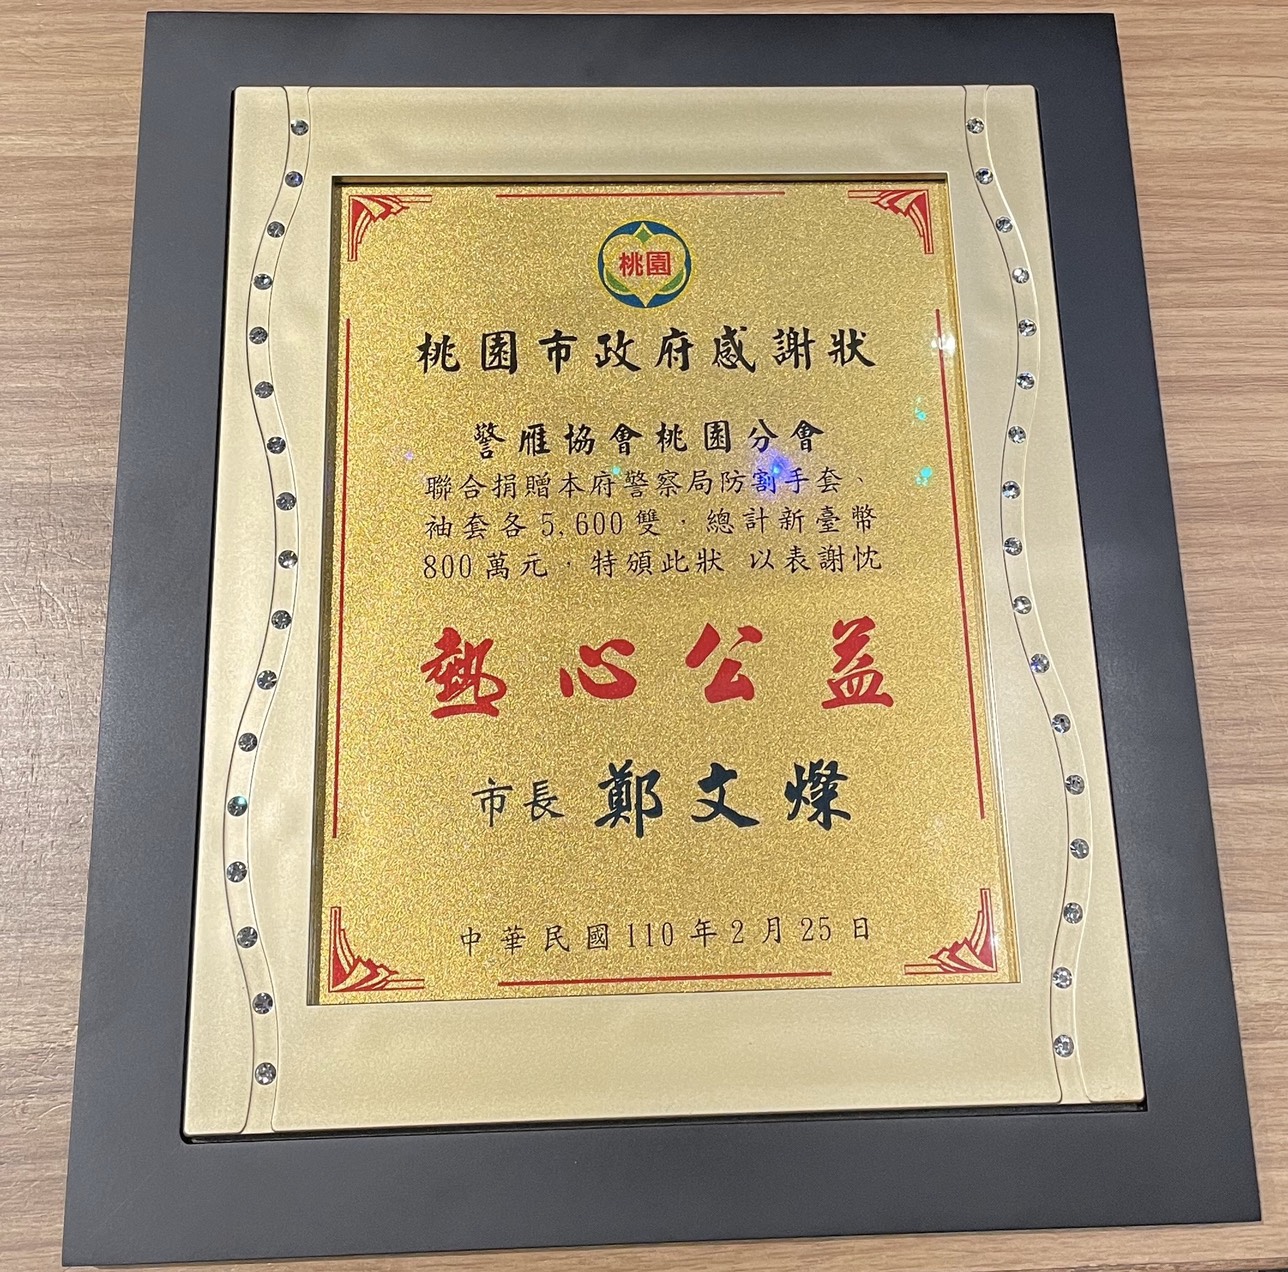 桃園
桃園市政府感謝狀
警雁協會桃園分會
聯合捐贈本府警察局防割手套、
袖套各5,600雙,總計新臺幣
800萬元,特頒此狀 以表謝忱
熱心公益
市長 鄭文燦
中華民國110年2月25日